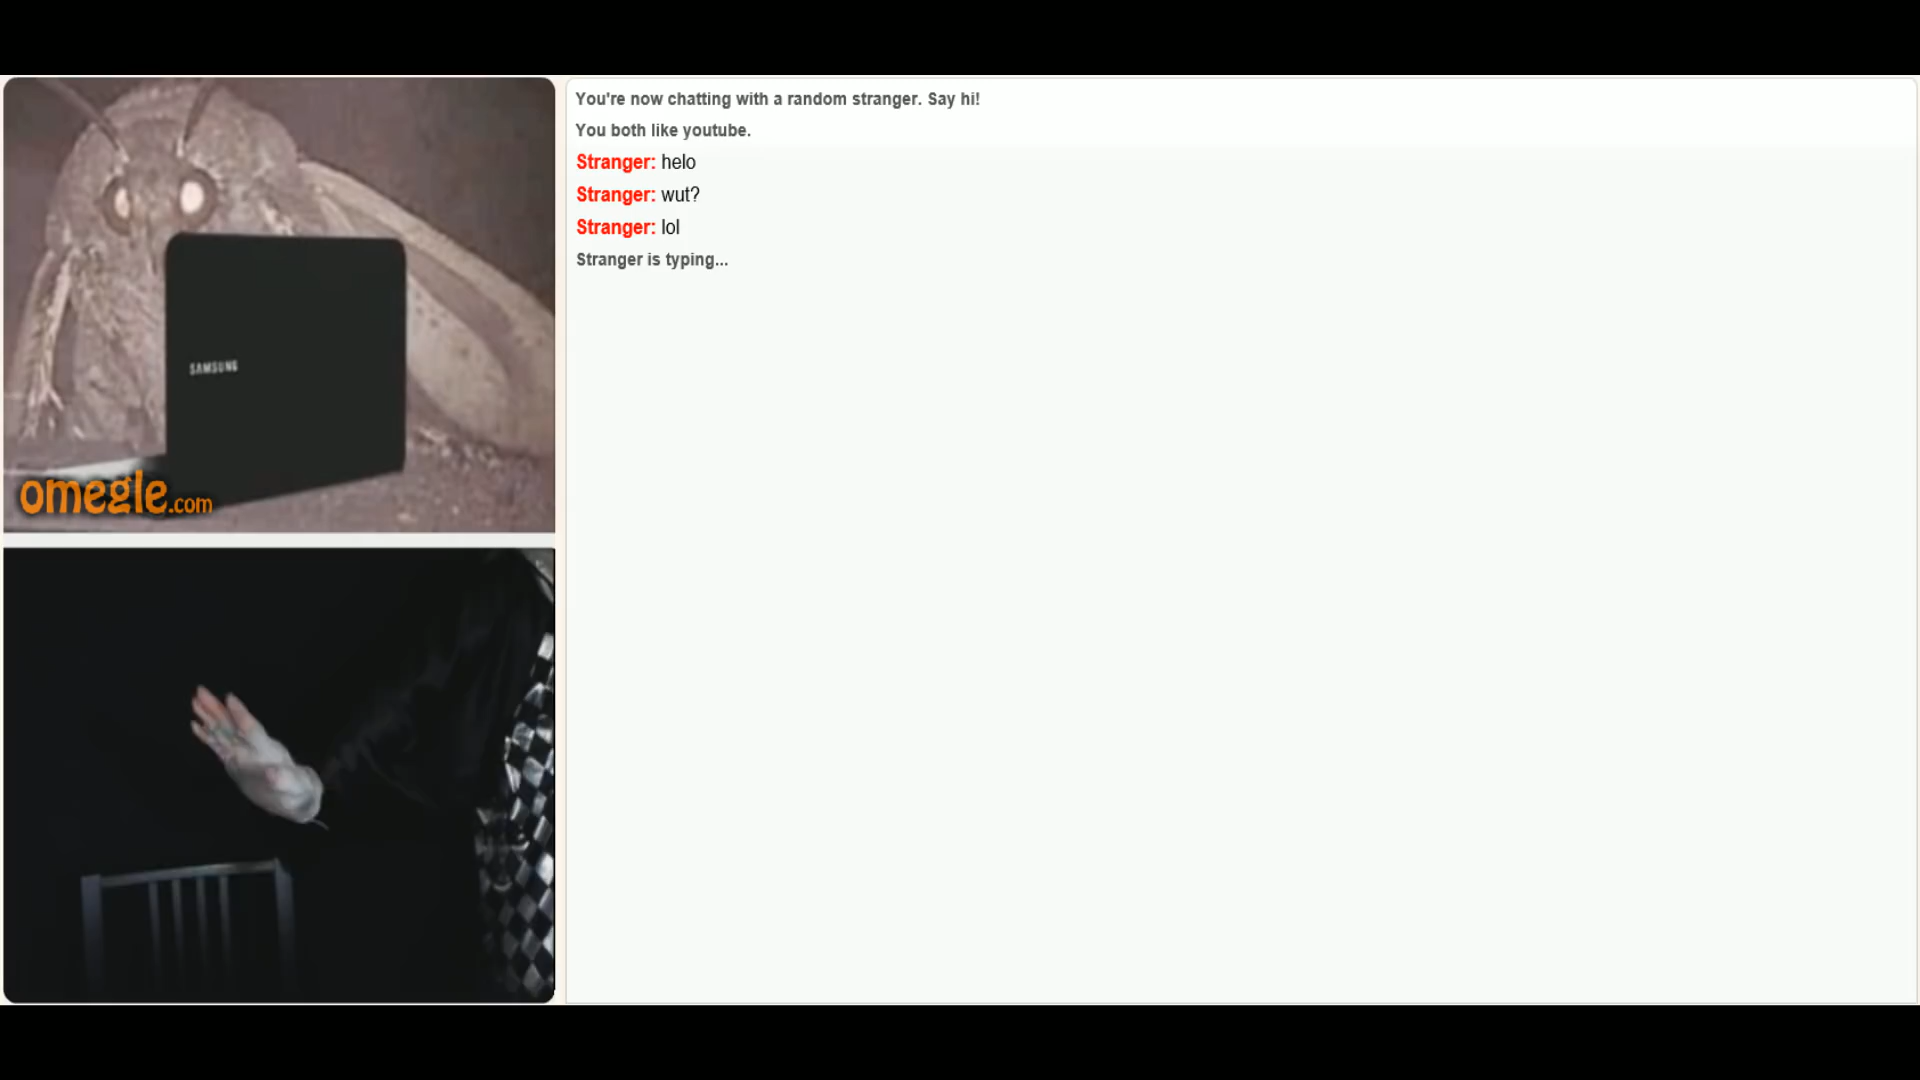 You're now chatting with a random stranger. Say hi!
You both like youtube.
Stranger: helo
Stranger: wut?
Stranger: lol
Stranger is typing...
SAMSUNG
omegle.com